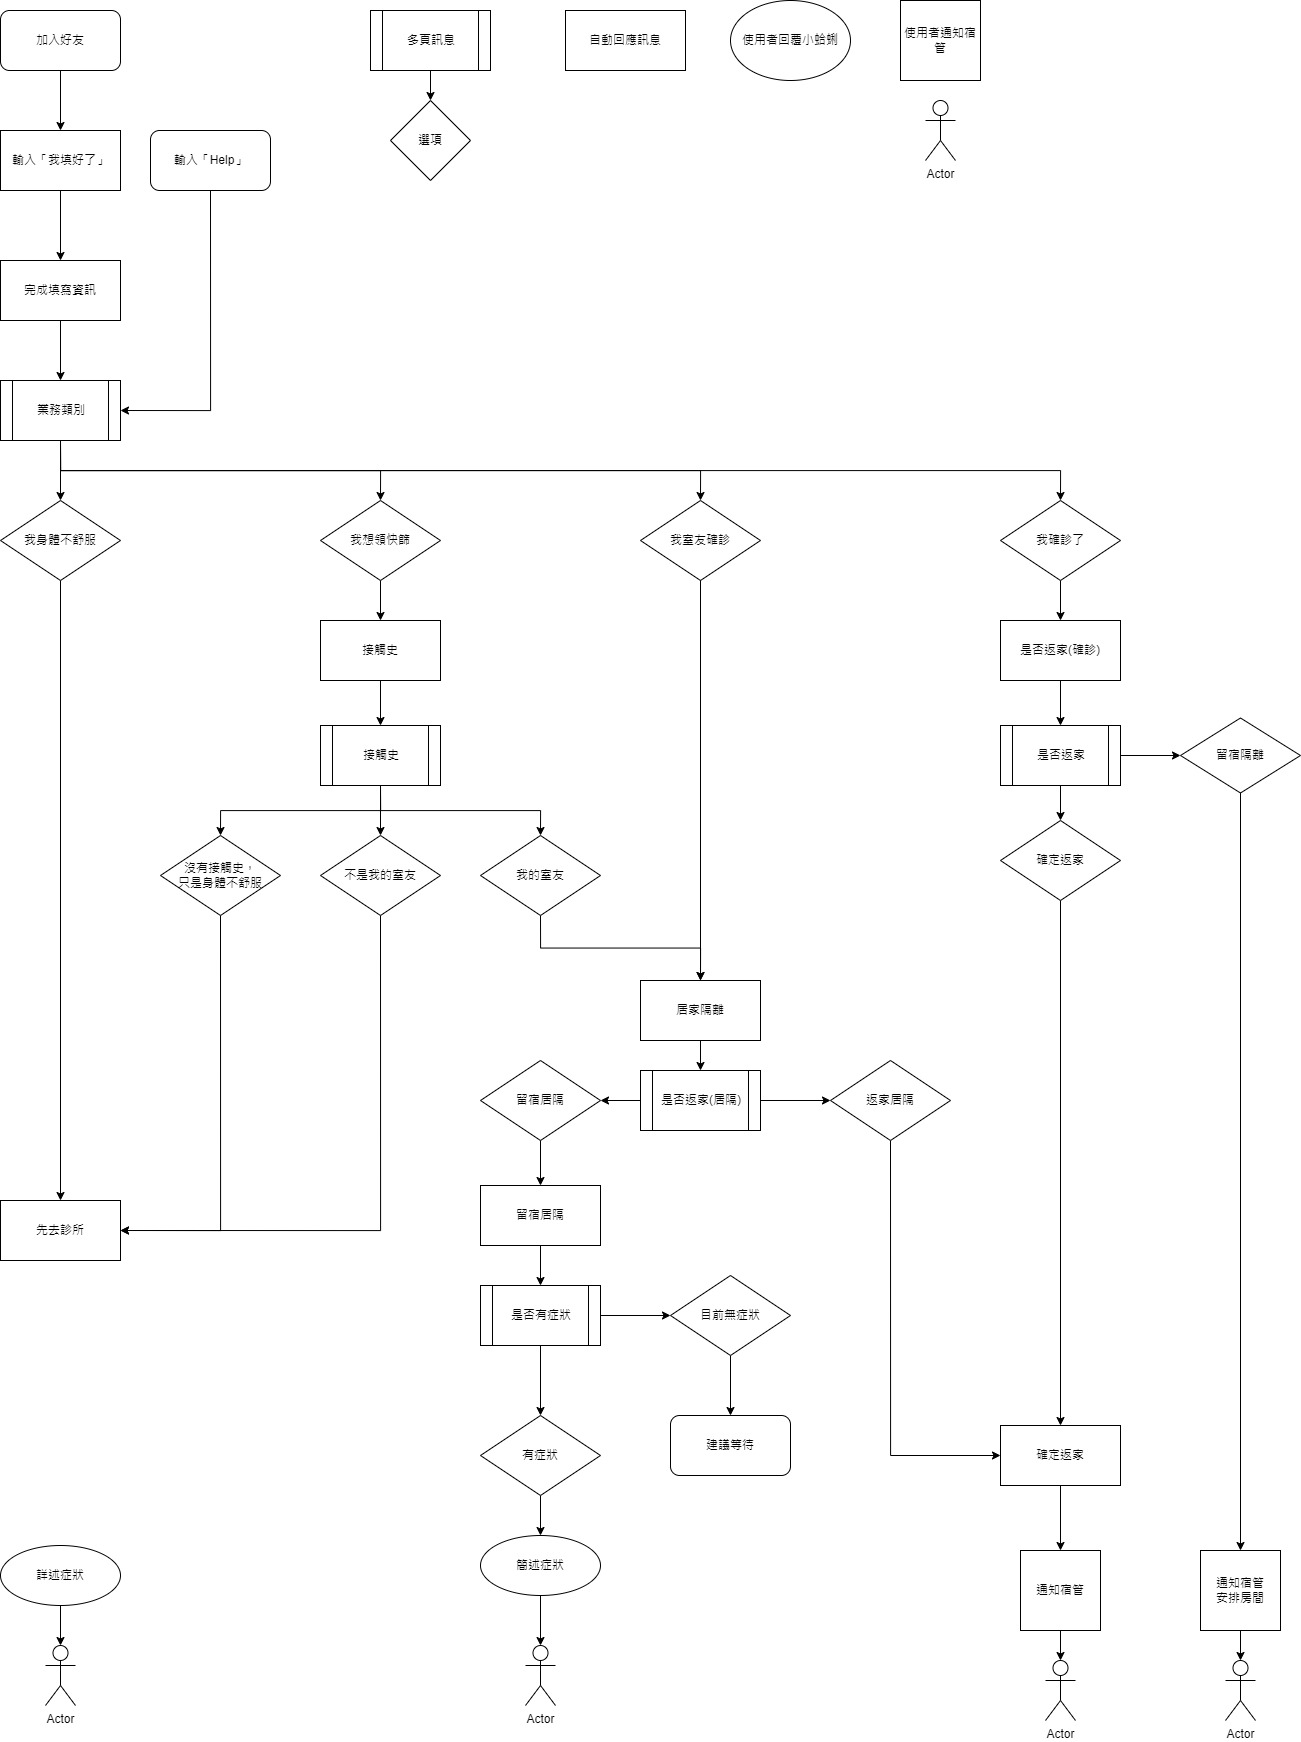 加入好友
多頁訊息
自動回應訊息
使用者回覆小蛤蜊
使用者通知宿
管
選項
Actor
輸入「我填好了」
輸入「Help」
完成填寫資訊
業務類別
我身體不舒服
我想領快篩
我室友確診
我確診了
接觸史
是否返家(確診)
接觸史
是否返家
留宿隔離
沒有接觸史，
只是身體不舒服
不是我的室友
我的室友
確定返家
居家隔離
留宿居隔
是否返家(居隔)
返家居隔
先去診所
留宿居隔
是否有症狀
目前無症狀
有症狀
建議等待
確定返家
詳述症狀
簡述症狀
通知宿管
通知宿管
安排房間
Actor
Actor
Actor
Actor